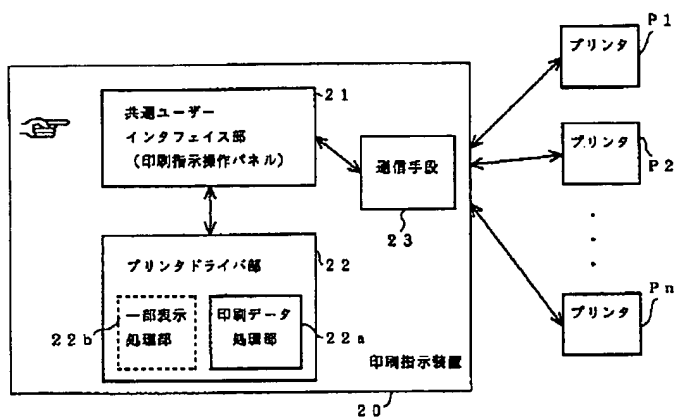 21
共通ユーザー
インタフェイス部
(印刷指示操作パネル)
通信手段
23
プリンタドライバ部
22
一部表示
処理部
22b
印刷データ
処理部
22a
印刷指示装置
20
プリンタ
P1
プリンタ
P2
プリンタ
Pn